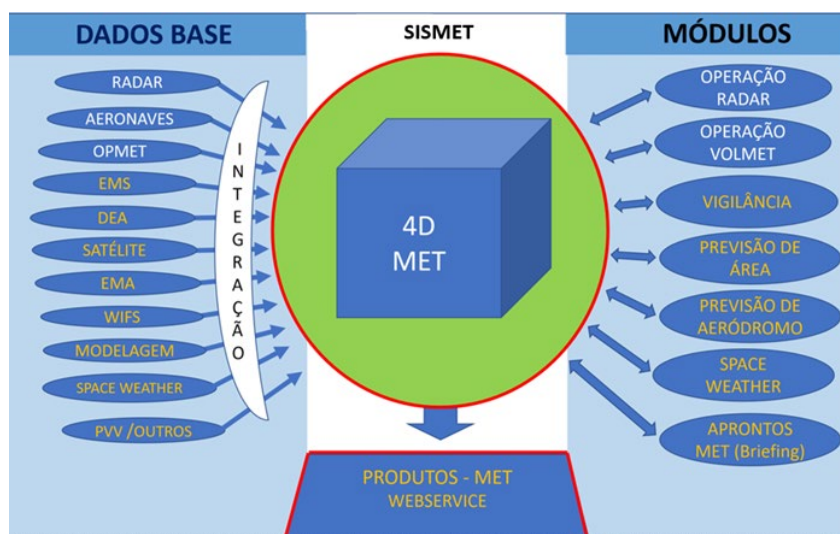 DADOS BASE
RADAR
AERONAVES
OPMET
EMS
DEA
SATÉLITE
EMA
WIFS
MODELAGEM
SPACE WEATHER
PVV /OUTROS
INTEGRAÇÃO
SISMET
4D
MET
PRODUTOS - MET
WEBSERVICE
MÓDULOS
OPERAÇÃO
RADAR
OPERAÇÃO
VOLMET
VIGILÂNCIA
PREVISÃO DE
ÁREA
PREVISÃO DE
AERÓDROMO
SPACE
WEATHER
APRONTOS
MET (Briefing)